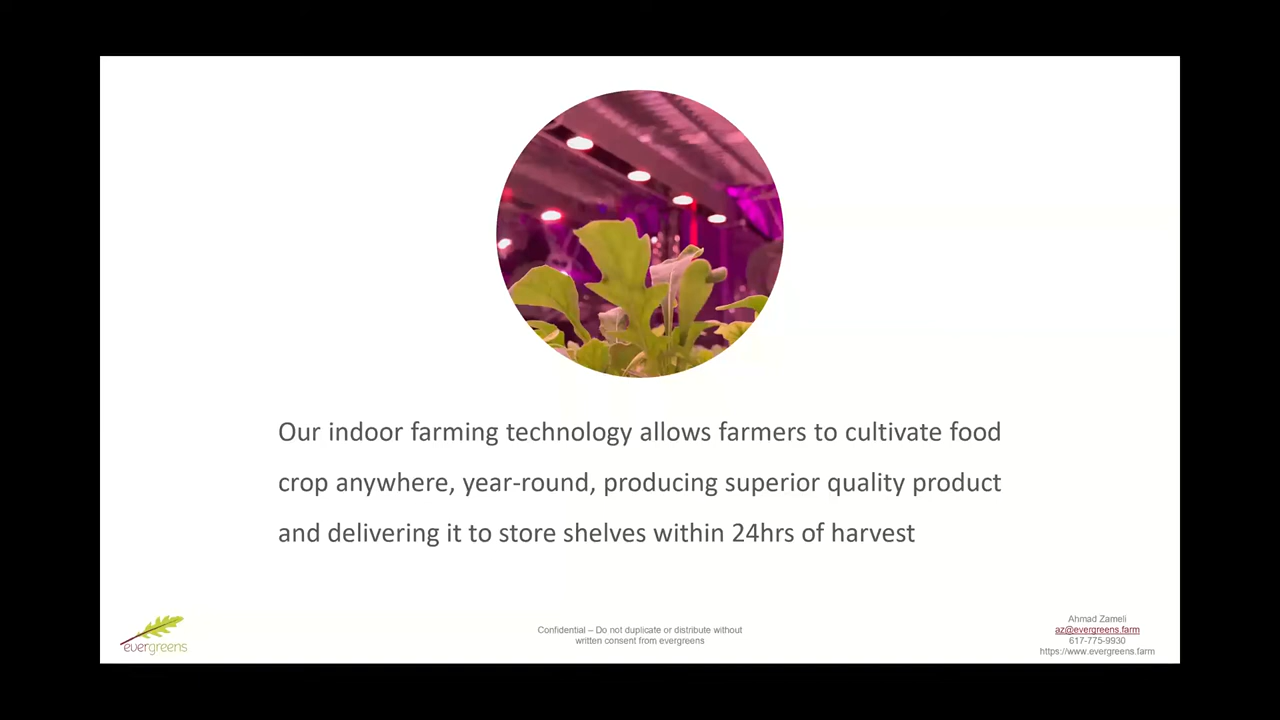 Our indoor farming technology allows farmers to cultivate food
crop anywhere, year-round, producing superior quality product
and delivering it to store shelves within 24hrs of harvest
evergreens
Confidential – Do not duplicate or distribute without
written consent from evergreens
Ahmad Zameli
az@evergreens.farm
617-775-9930
https://www.evergreens.farm